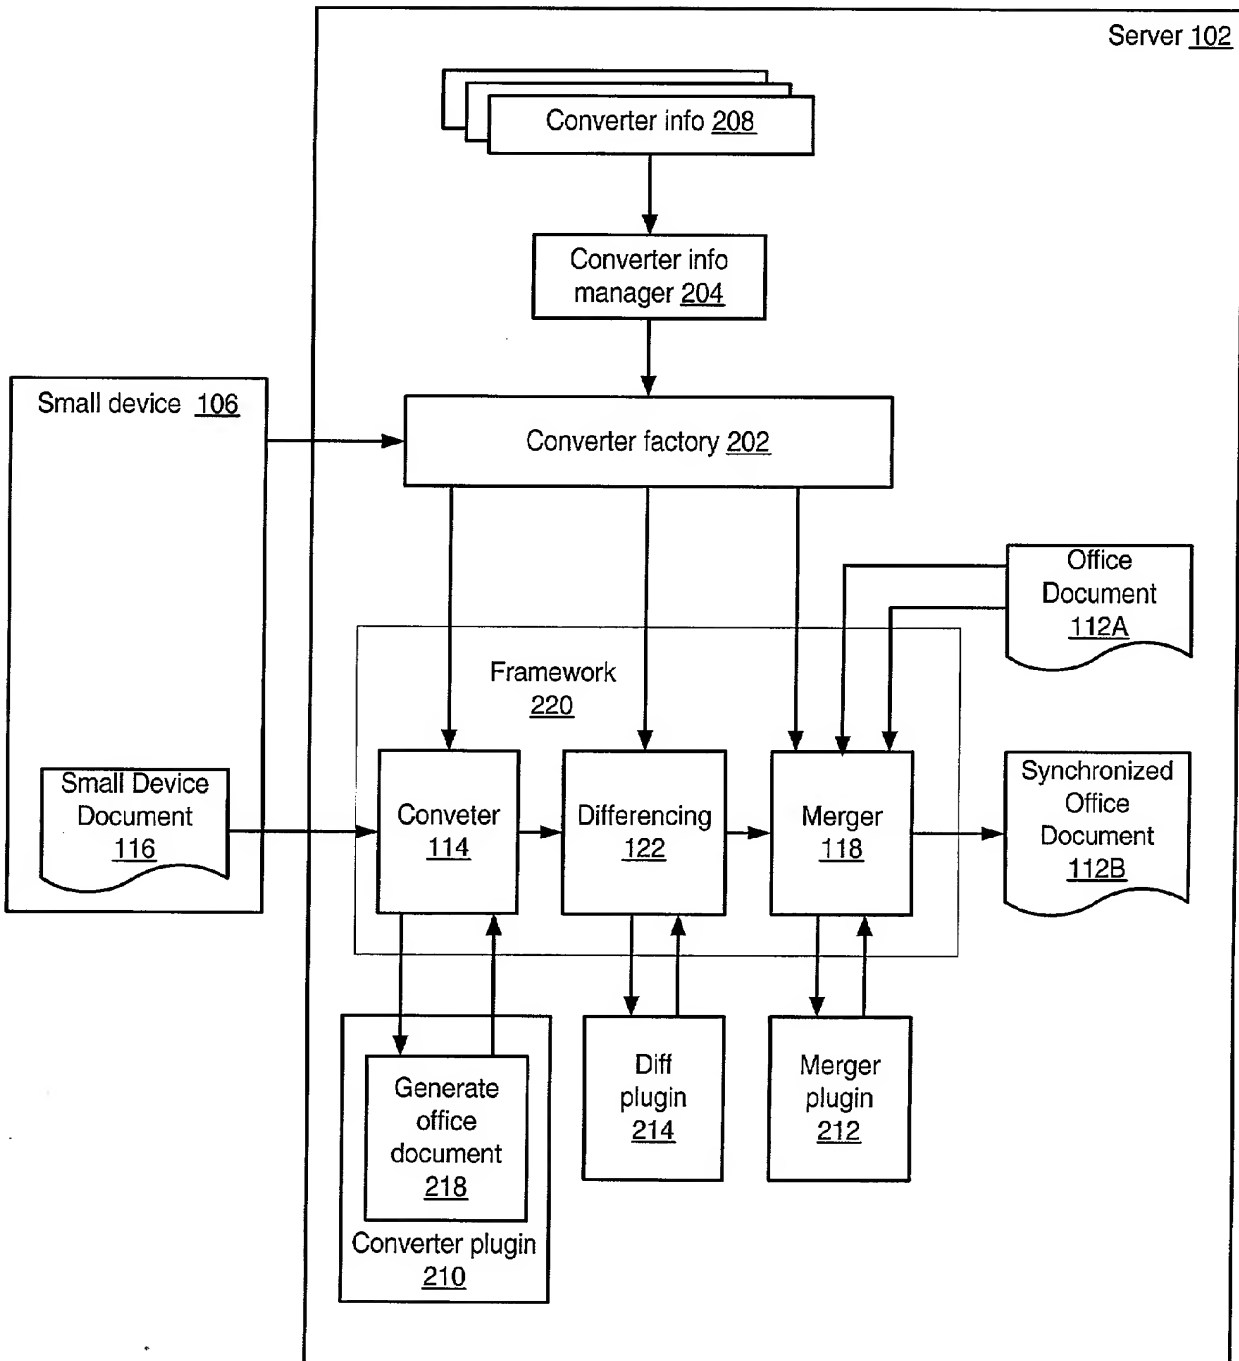 Server 102
Converter info 208
Converter info
manager 204
Small device 106
Converter factory 202
Office
Document
112A
Framework
220
Small Device
Document
116
Conveter
114
Differencing
122
Merger
118
Synchronized
Office
Document
112B
Generate
office
document
218
Converter plugin
210
Diff
plugin
214
Merger
plugin
212